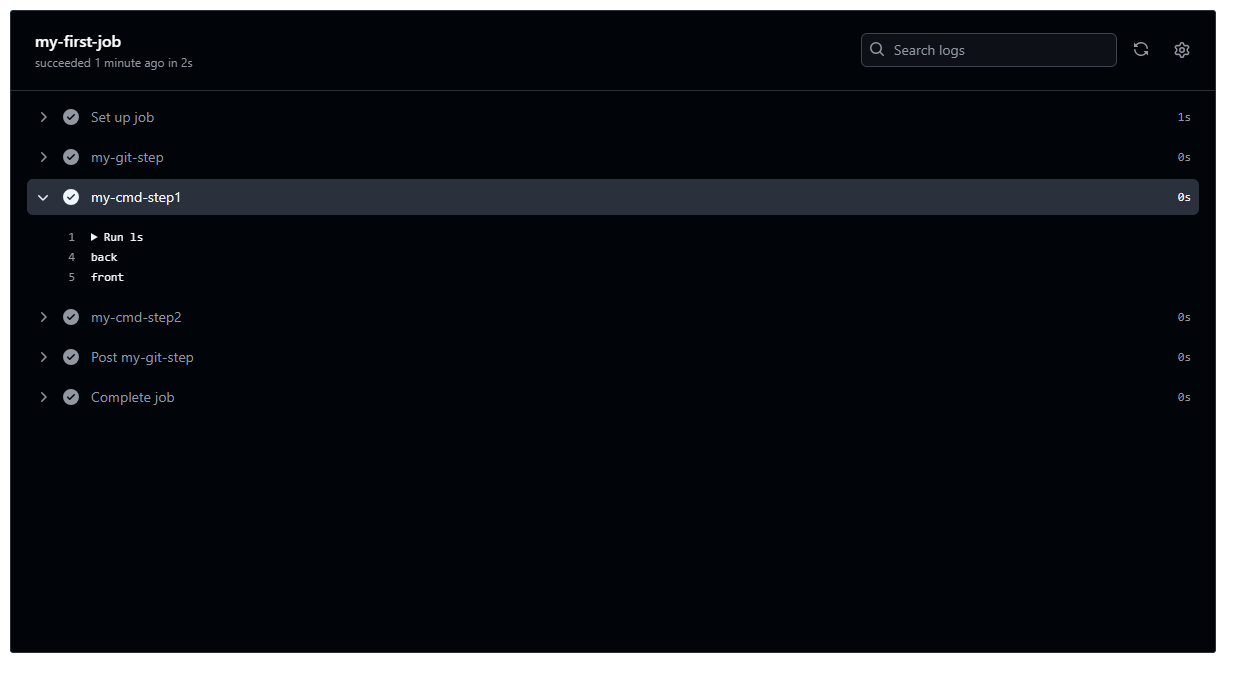 my-first-job
succeeded 1 minute ago in 2s
Search logs
Set up job 1s
my-git-step 0s
my-cmd-step1 0s
1 Run ls
4 back
5 front
my-cmd-step2 0s
Post my-git-step 0s
Complete job 0s